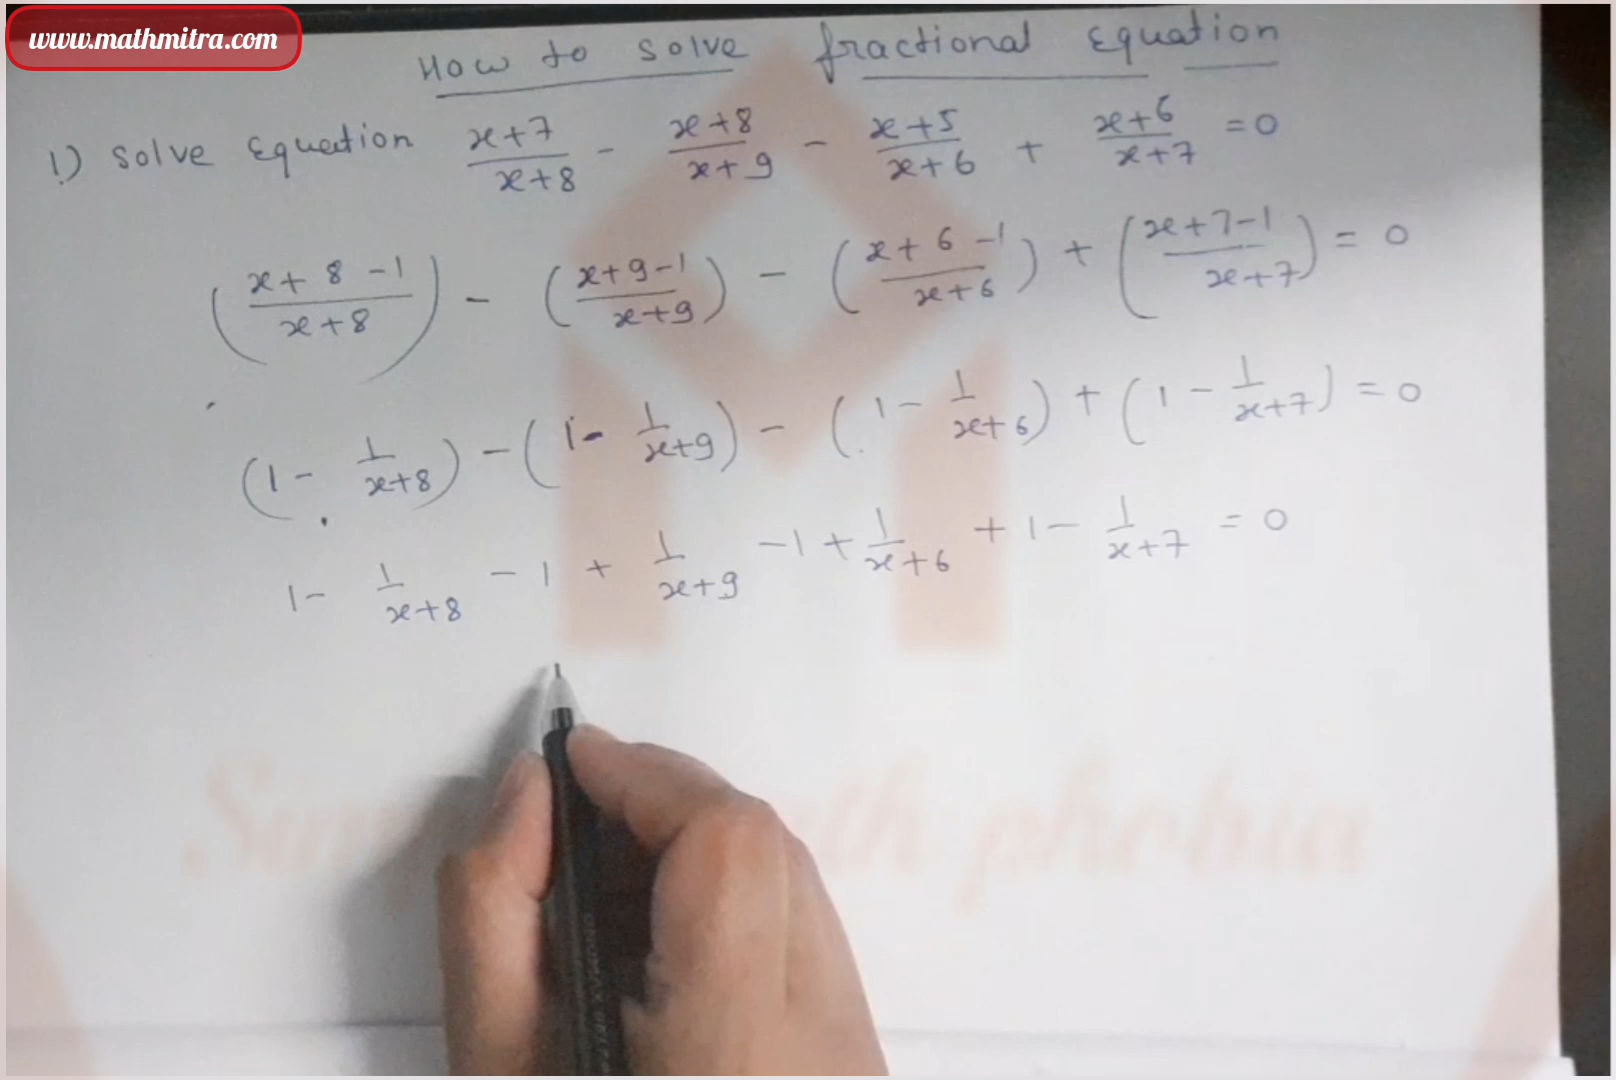 www.mathmitra.com
How to solve fractional Equation
1.) Solve Equation x+7/x+8 - x+8/x+9 - x+5/x+6 + x+6/x+7 = 0
(x+8-1/x+8) - (x+9-1/x+9) - (x+6-1/x+6) + (x+7-1/x+7) = 0
(1 - 1/x+8) - (1 - 1/x+9) - (1 - 1/x+6) + (1 - 1/x+7) = 0
1 - 1/x+8 - 1 + 1/x+9 - 1 + 1/x+6 + 1 - 1/x+7 = 0
phobia